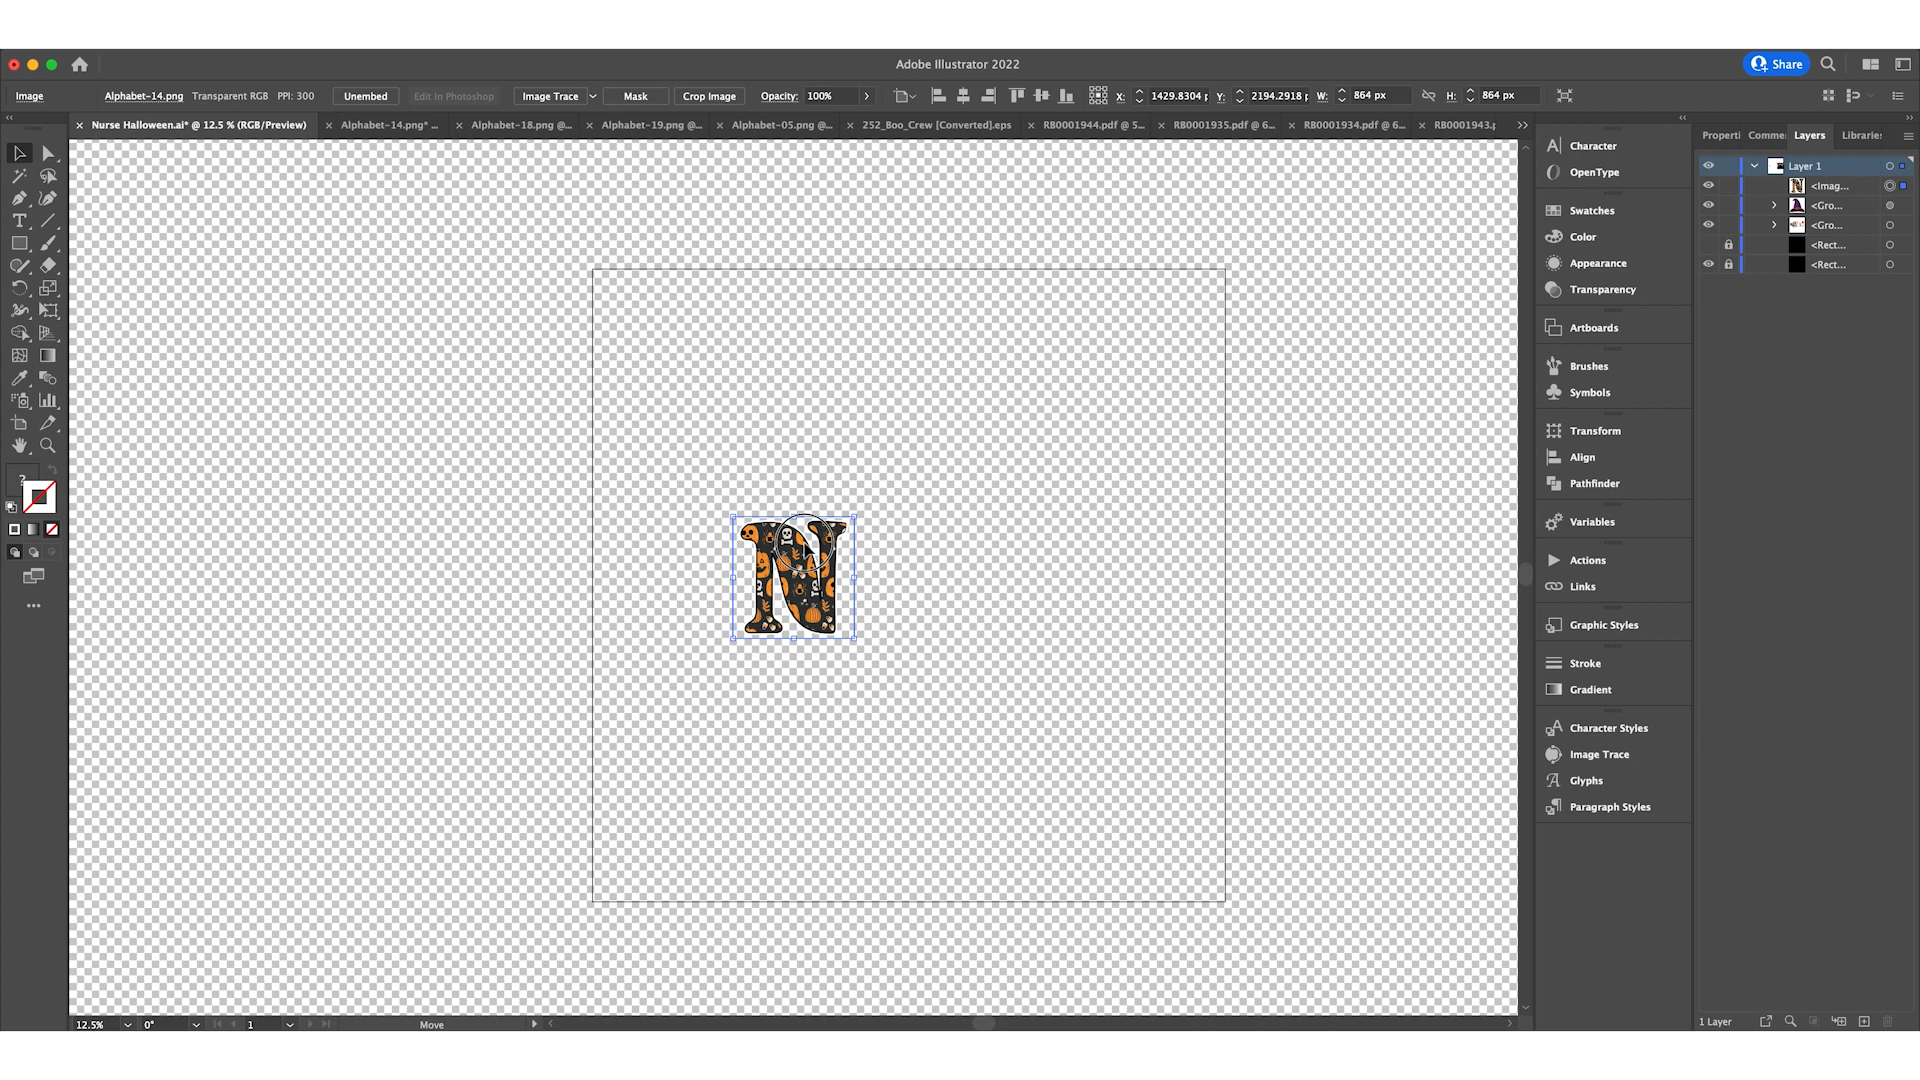 Adobe Illustrator 2022
Share
Image Alphabet-14.png Transparent RGB PPI: 300 Unembed Edit In Photoshop Image Trace Mask Crop Image Opacity: 100% X: 1429.8304 p Y: 2194.2918 p W: 864 px H: 864 px
× Nurse Halloween.ai* @ 12.5 % (RGB/Preview) × Alphabet-14.png* ... × Alphabet-18.png @... × Alphabet-19.png @... × Alphabet-05.png @... × 252_Boo_Crew [Converted].eps × RB0001944.pdf @ 5... × RB0001935.pdf @ 6... × RB0001934.pdf @ 6... × RB0001943.p
Character
OpenType
Swatches
Color
Appearance
Transparency
Artboards
Brushes
Symbols
Transform
Align
Pathfinder
Variables
Actions
Links
Graphic Styles
Stroke
Gradient
Character Styles
Image Trace
Glyphs
Paragraph Styles
Properti Comme Layers Libraries
Layer 1
<Imag...
<Gro...
<Gro...
<Rect...
<Rect...
N
12.5% 0° 1 Move
1 Layer